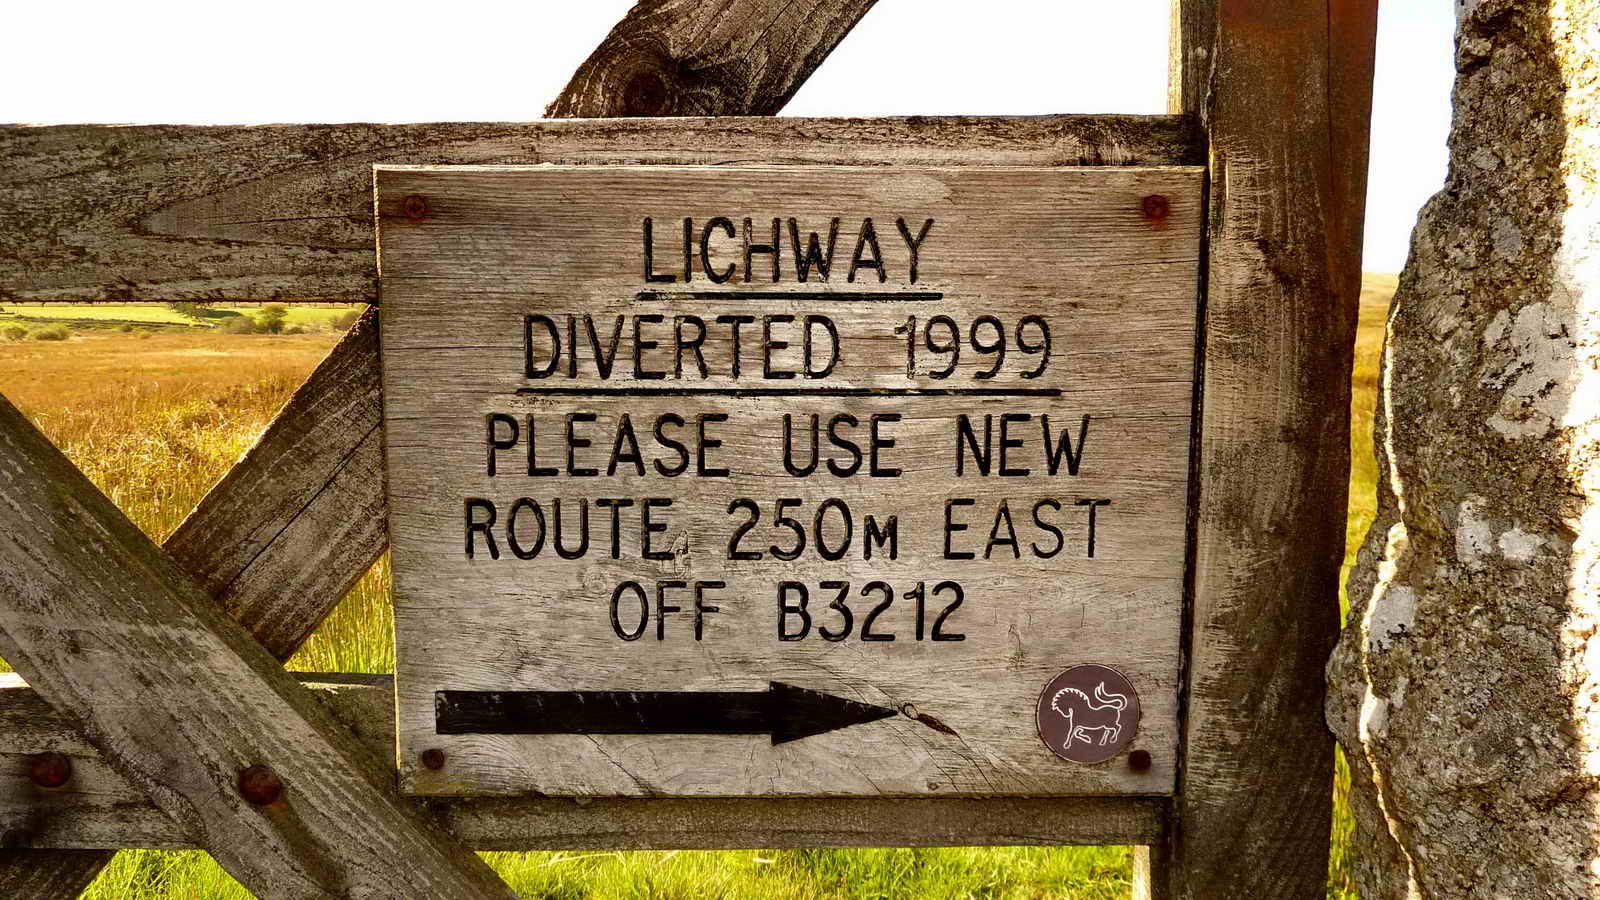 LICHWAY
DIVERTED 1999
PLEASE USE NEW
ROUTE 250M EAST
OFF B3212